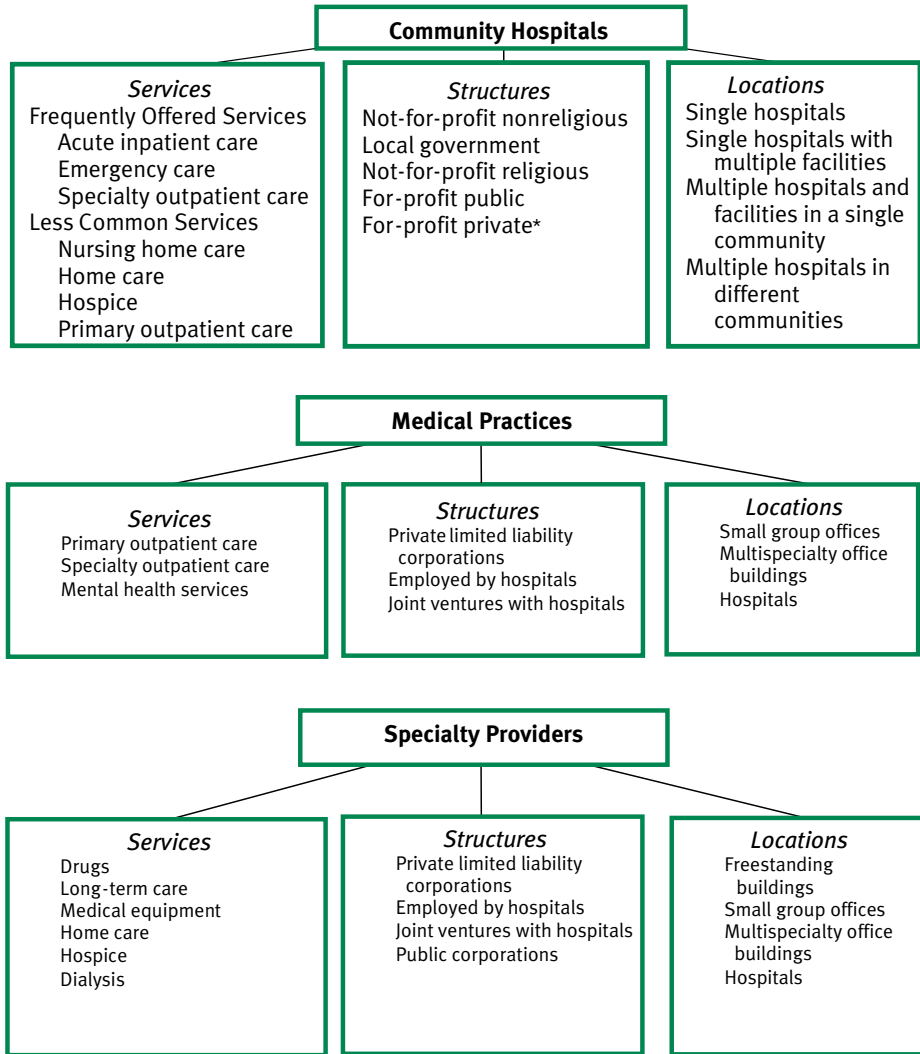 Community Hospitals
Services
Frequently Offered Services
Acute inpatient care
Emergency care
Specialty outpatient care
Less Common Services
Nursing home care
Home care
Hospice
Primary outpatient care
Structures
Not-for-profit nonreligious
Local government
Not-for-profit religious
For-profit public
For-profit private*
Locations
Single hospitals
Single hospitals with
multiple facilities
Multiple hospitals and
facilities in a single
community
Multiple hospitals in
different
communities
Medical Practices
Services
Primary outpatient care
Specialty outpatient care
Mental health services
Structures
Private limited liability
corporations
Employed by hospitals
Joint ventures with hospitals
Locations
Small group offices
Multispecialty office
buildings
Hospitals
Specialty Providers
Services
Drugs
Long-term care
Medical equipment
Home care
Hospice
Dialysis
Structures
Private limited liability
corporations
Employed by hospitals
Joint ventures with hospitals
Public corporations
Locations
Freestanding
buildings
Small group offices
Multispecialty office
buildings
Hospitals